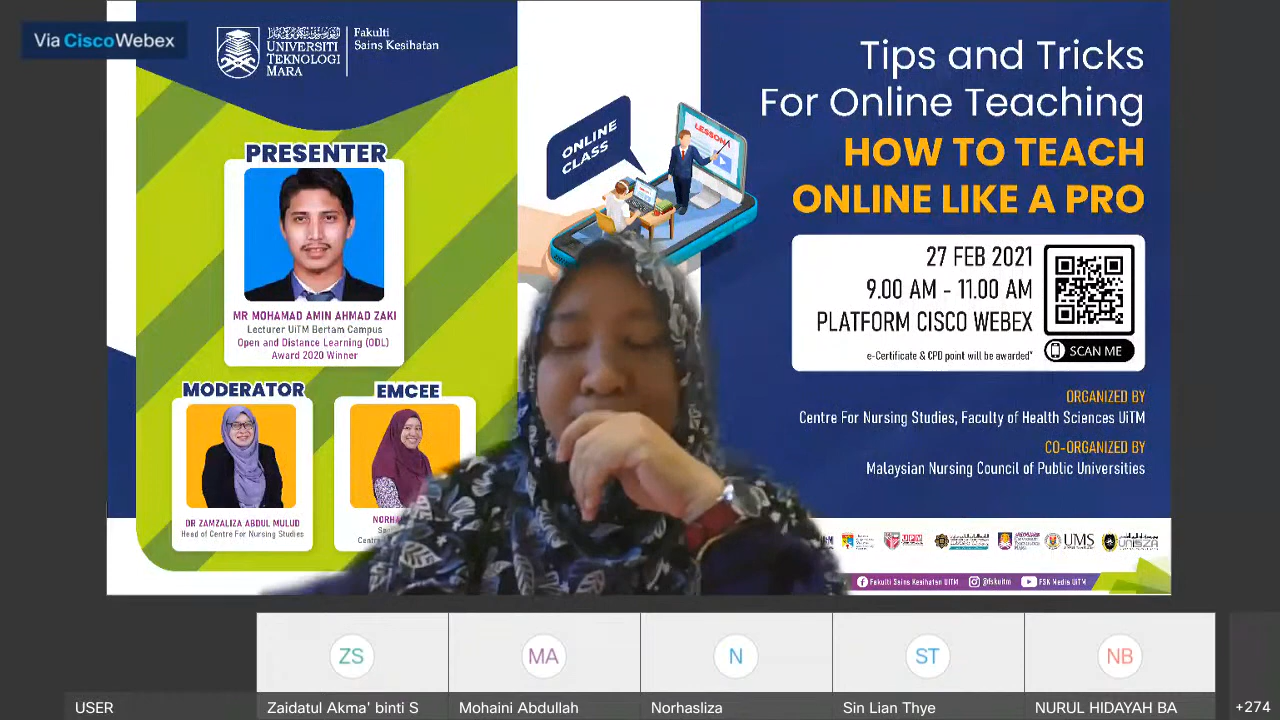 Via Cisco Webex
UNIVERSITI
TEKNOLOGI
MARA
Fakulti
Sains Kesihatan
PRESENTER
MR MOHAMAD AMIN AHMAD ZAKI
Lecturer UiTM Bertam Campus
Open and Distance Learning (ODL)
Award 2020 Winner
MODERATOR
DR ZAMZALIZA ABDUL MULUD
Head of Centre For Nursing Studies
EMCEE
ONLINE
CLASS
LESSON
Tips and Tricks
For Online Teaching
HOW TO TEACH
ONLINE LIKE A PRO
27 FEB 2021
9.00 AM - 11.00 AM
PLATFORM CISCO WEBEX
e-Certificate & CPD point will be awarded*
SCAN ME
ORGANIZED BY
Centre For Nursing Studies, Faculty of Health Sciences UiTM
CO-ORGANIZED BY
Malaysian Nursing Council of Public Universities
UPM
UMS
UNISZA
Fakulti Sains Kesihatan UiTM
@fskuitm
FSK Media UiTM
ZS
MA
N
ST
NB
USER
Zaidatul Akma' binti S
Mohaini Abdullah
Norhasliza
Sin Lian Thye
NURUL HIDAYAH BA
+274